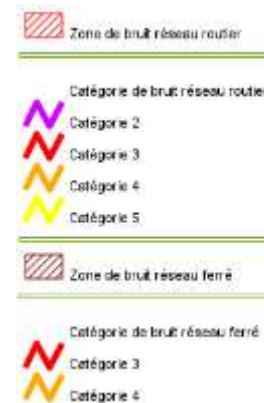 Zone de bruit réseau routier
Catégorie de bruit réseau routier
Catégorie 2
Catégorie 3
Catégorie 4
Catégorie 5
Zone de bruit réseau ferré
Catégorie de bruit réseau ferré
Catégorie 3
Catégorie 4